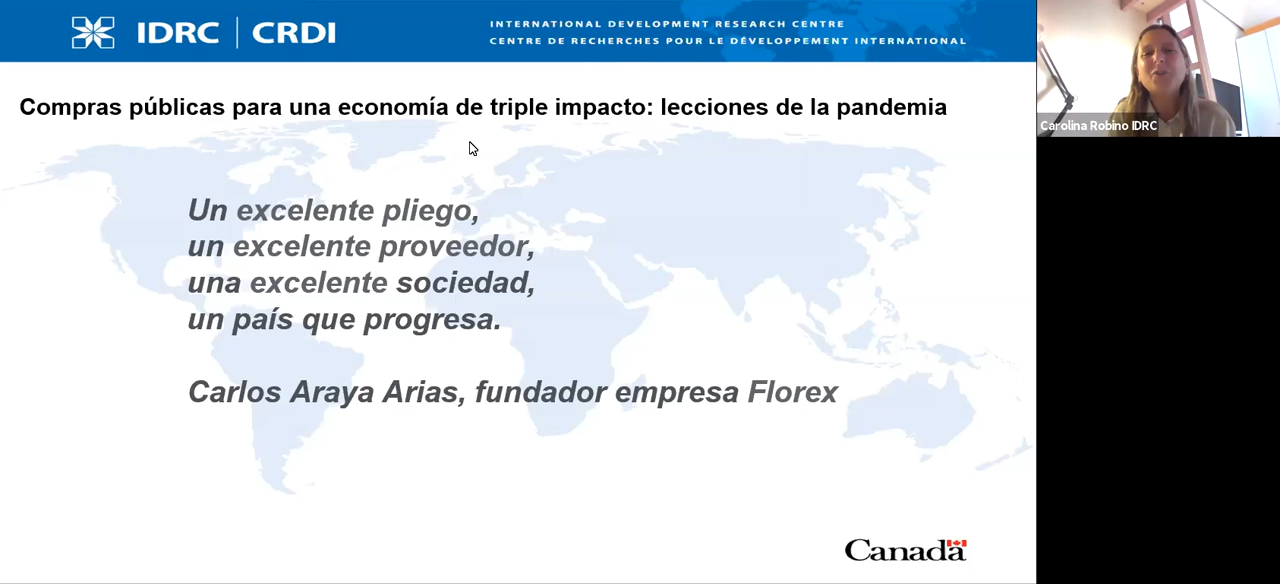 IDRC | CRDI
INTERNATIONAL DEVELOPMENT RESEARCH CENTRE
CENTRE DE RECHERCHES POUR LE DÉVELOPPEMENT INTERNATIONAL
Carolina Robino IDRC
Compras públicas para una economía de triple impacto: lecciones de la pandemia
Un excelente pliego,
un excelente proveedor,
una excelente sociedad,
un país que progresa.
Carlos Araya Arias, fundador empresa Florex
Canada